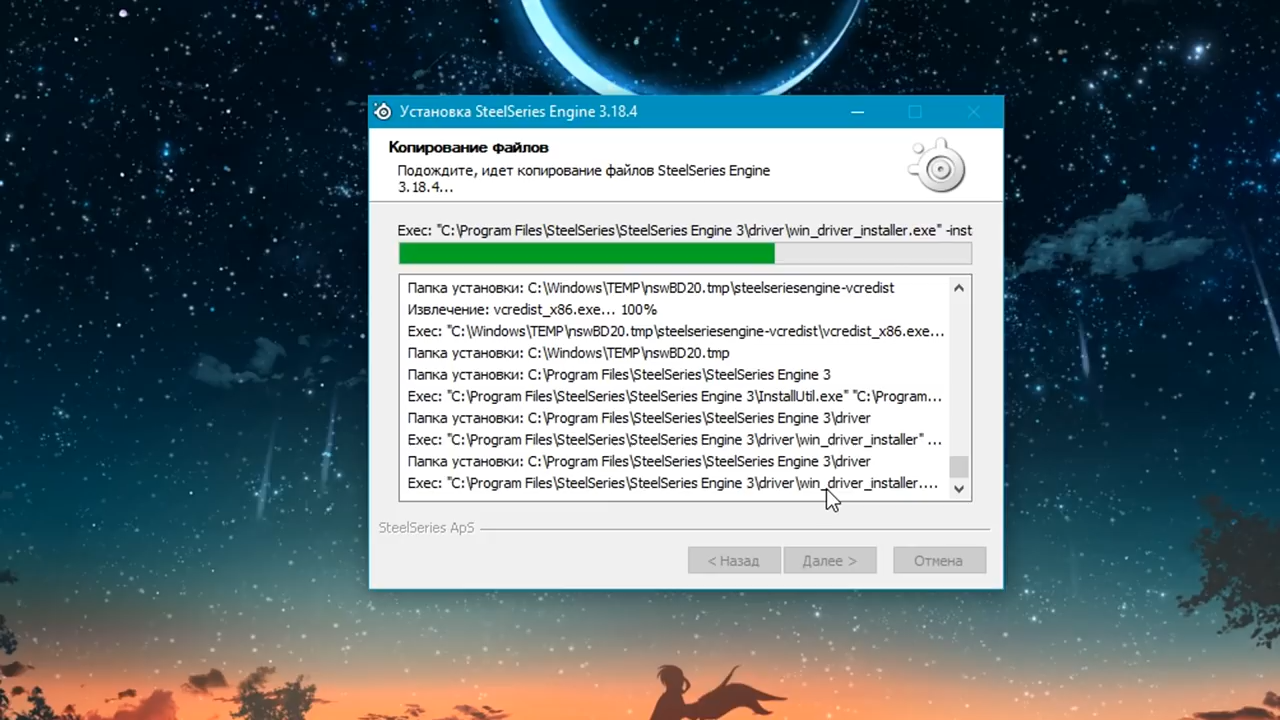 Установка SteelSeries Engine 3.18.4
Копирование файлов
Подождите, идет копирование файлов SteelSeries Engine
3.18.4...
Exec: "C:\Program Files\SteelSeries\SteelSeries Engine 3\driver\win_driver_installer.exe" -inst
Папка установки: C:\Windows\TEMP\nswBD20.tmp\steelseriesengine-vcredist
Извлечение: vcredist_x86.exe... 100%
Exec: "C:\Windows\TEMP\nswBD20.tmp\steelseriesengine-vcredist\vcredist_x86.exe...
Папка установки: C:\Windows\TEMP\nswBD20.tmp
Папка установки: C:\Program Files\SteelSeries\SteelSeries Engine 3
Exec: "C:\Program Files\SteelSeries\SteelSeries Engine 3\InstallUtil.exe" "C:\Program...
Папка установки: C:\Program Files\SteelSeries\SteelSeries Engine 3\driver
Exec: "C:\Program Files\SteelSeries\SteelSeries Engine 3\driver\win_driver_installer" ...
Папка установки: C:\Program Files\SteelSeries\SteelSeries Engine 3\driver
Exec: "C:\Program Files\SteelSeries\SteelSeries Engine 3\driver\win_driver_installer....
SteelSeries ApS
< Назад Далее > Отмена